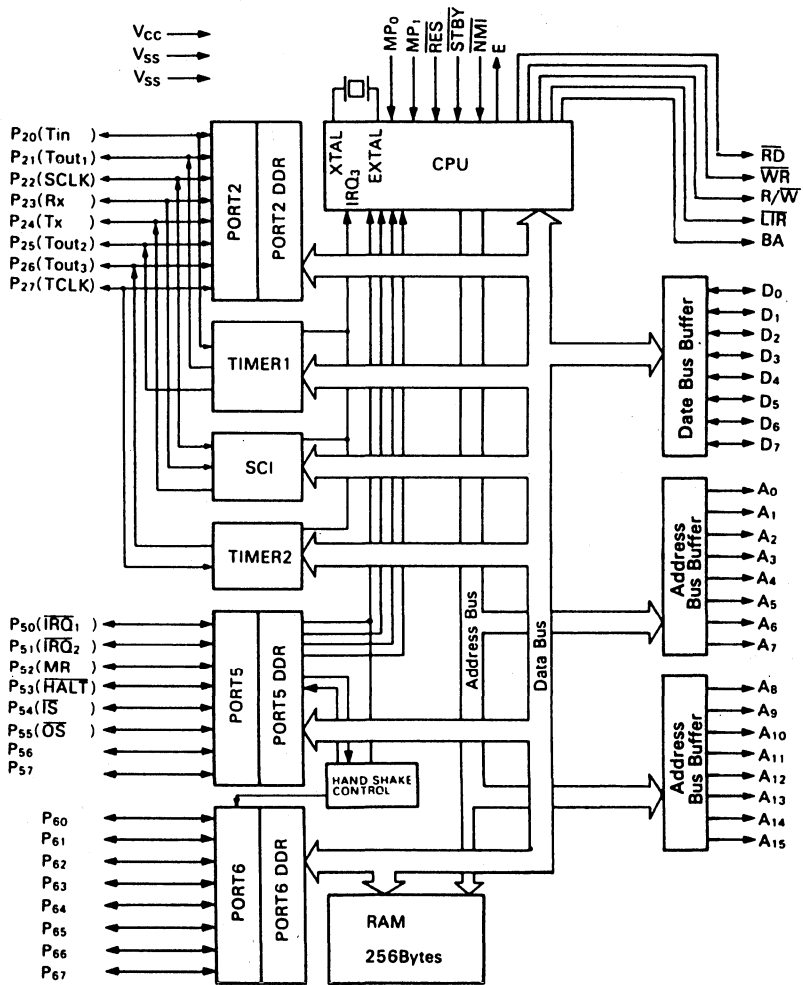 VCC
VSS
VSS
MP0
MP1
RES
STBY
NMI
E
XTAL
IRQ3
EXTAL
CPU
RD
WR
R/W
LIR
BA
P20(Tin )
P21(Tout1)
P22(SCLK)
P23(Rx )
P24(Tx )
P25(Tout2)
P26(Tout3)
P27(TCLK)
PORT2
PORT2 DDR
TIMER1
SCI
TIMER2
Date Bus Buffer
D0
D1
D2
D3
D4
D5
D6
D7
Address
Bus Buffer
A0
A1
A2
A3
A4
A5
A6
A7
Address Bus
Data Bus
P50(IRQ1 )
P51(IRQ2 )
P52(MR )
P53(HALT)
P54(IS )
P55(OS )
P56
P57
PORT5
PORT5 DDR
HAND SHAKE
CONTROL
Address
Bus Buffer
A8
A9
A10
A11
A12
A13
A14
A15
P60
P61
P62
P63
P64
P65
P66
P67
PORT6
PORT6 DDR
RAM
256Bytes